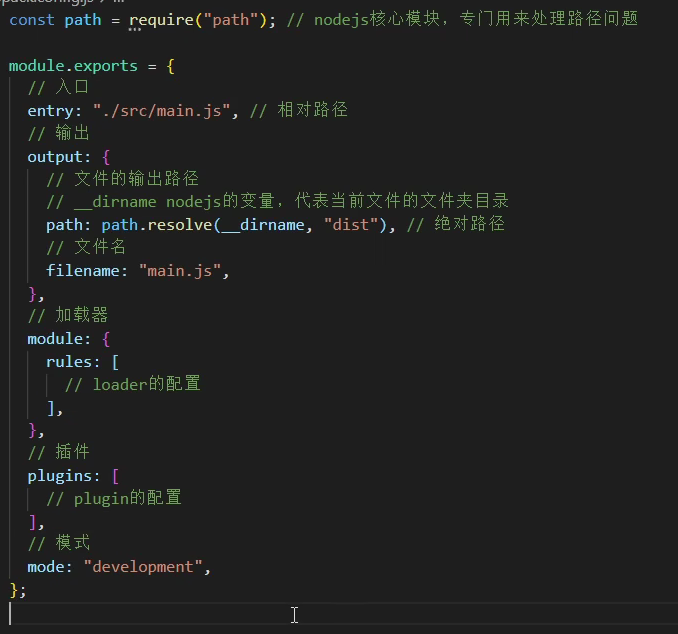 const path = require("path"); // nodejs核心模块，专门用来处理路径问题
module.exports = {
// 入口
entry: "./src/main.js", // 相对路径
// 输出
output: {
// 文件的输出路径
// __dirname nodejs的变量，代表当前文件的文件夹目录
path: path.resolve(__dirname, "dist"), // 绝对路径
// 文件名
filename: "main.js",
},
// 加载器
module: {
rules: [
// loader的配置
],
},
// 插件
plugins: [
// plugin的配置
],
// 模式
mode: "development",
};